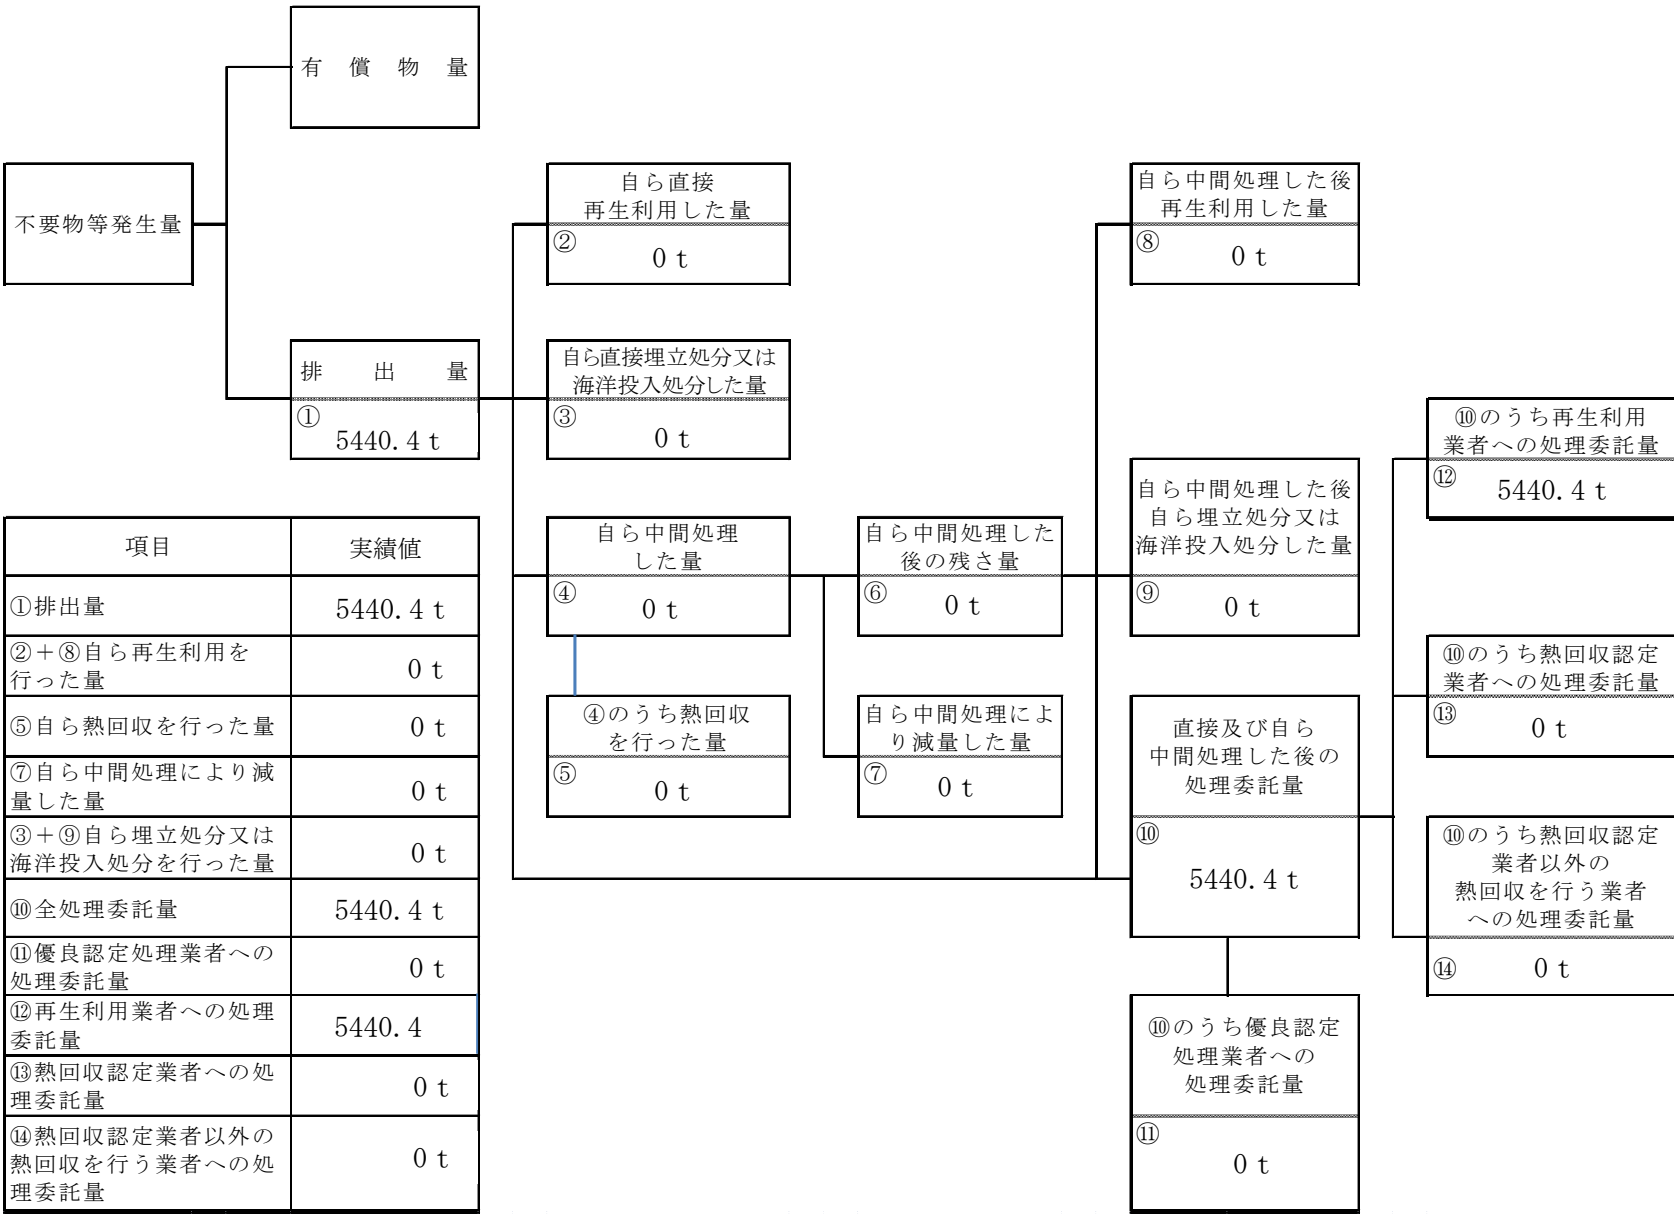 有償物量
不要物等発生量
排出量
①
5440.4 t
自ら直接
再生利用した量
②
0 t
自ら直接埋立処分又は
海洋投入処分した量
③
0 t
自ら中間処理
した量
④
0 t
④のうち熱回収
を行った量
⑤
0 t
自ら中間処理した
後の残さ量
⑥
0 t
自ら中間処理によ
り減量した量
⑦
0 t
自ら中間処理した後
再生利用した量
⑧
0 t
自ら中間処理した後
自ら埋立処分又は
海洋投入処分した量
⑨
0 t
直接及び自ら
中間処理した後の
処理委託量
⑩
5440.4 t
⑩のうち優良認定
処理業者への
処理委託量
⑪
0 t
⑩のうち再生利用
業者への処理委託量
⑫
5440.4 t
⑩のうち熱回収認定
業者への処理委託量
⑬
0 t
⑩のうち熱回収認定
業者以外の
熱回収を行う業者
への処理委託量
⑭
0 t
項目
実績値
①排出量
5440.4 t
②＋⑧自ら再生利用を
行った量
0 t
⑤自ら熱回収を行った量
0 t
⑦自ら中間処理により減
量した量
0 t
③＋⑨自ら埋立処分又は
海洋投入処分を行った量
0 t
⑩全処理委託量
5440.4 t
⑪優良認定処理業者への
処理委託量
0 t
⑫再生利用業者への処理
委託量
5440.4
⑬熱回収認定業者への処
理委託量
0 t
⑭熱回収認定業者以外の
熱回収を行う業者への処
理委託量
0 t